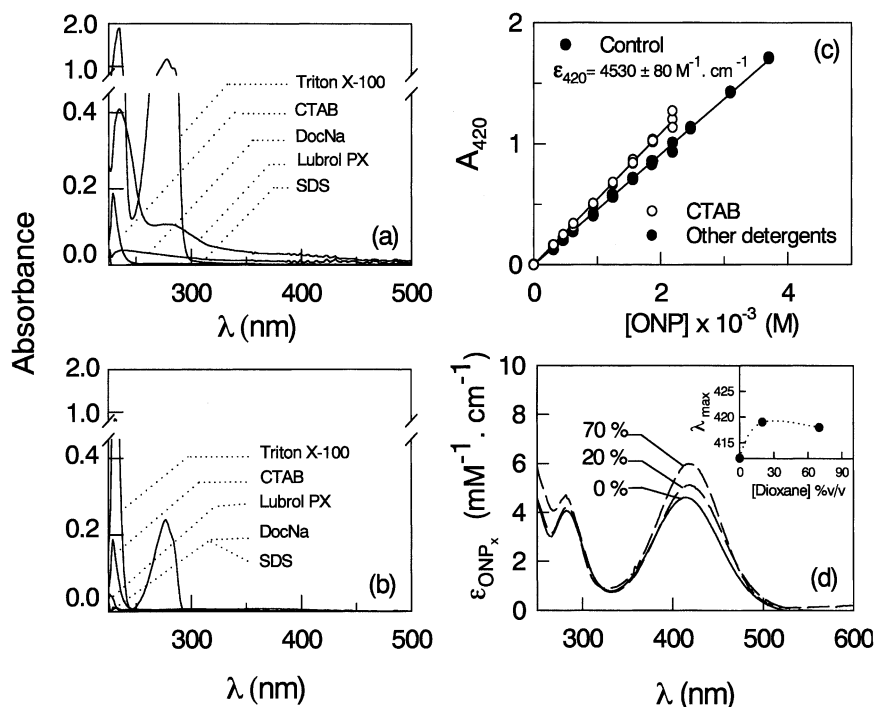 Absorbance
2.0
1.0
0.4
0.2
0.0
Triton X-100
CTAB
DocNa
Lubrol PX
SDS
(a)
300
400
500
λ (nm)
2.0
1.0
0.4
0.2
0.0
Triton X-100
CTAB
Lubrol PX
DocNa
SDS
(b)
300
400
500
λ (nm)
A420
2
1
0
Control
(c)
ε420= 4530 ± 80 M-1 . cm-1
CTAB
Other detergents
0
2
4
[ONP] x 10-3 (M)
εONPx (mM-1 . cm-1)
10
8
6
4
2
0
70 %
20 %
0 %
λmax
425
420
415
0
30
60
90
[Dioxane] %v/v
(d)
300
400
500
600
λ (nm)